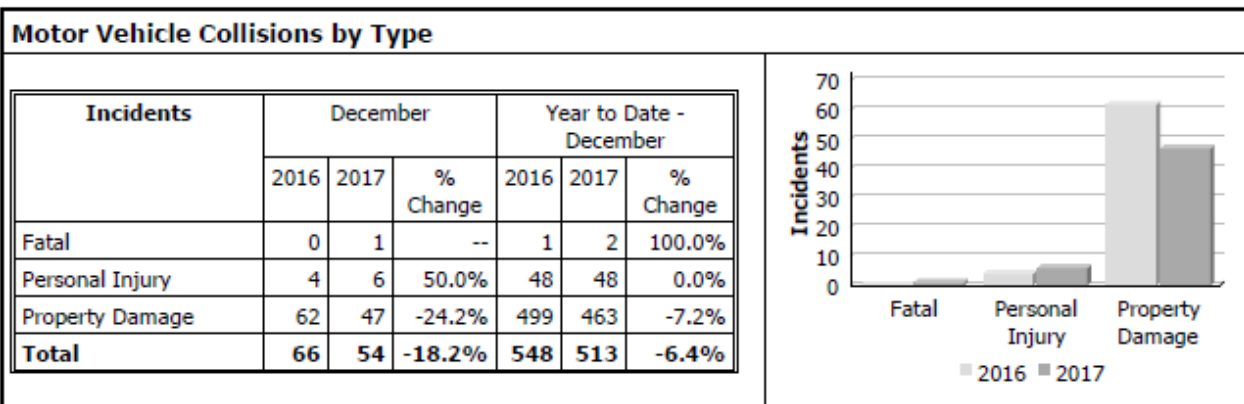 Motor Vehicle Collisions by Type
Incidents December Year to Date -
December
2016 2017 % 2016 2017 %
Change Change
Fatal 0 1 -- 1 2 100.0%
Personal Injury 4 6 50.0% 48 48 0.0%
Property Damage 62 47 -24.2% 499 463 -7.2%
Total 66 54 -18.2% 548 513 -6.4%
Incidents
70
60
50
40
30
20
10
0
Fatal Personal Property
Injury Damage
2016 2017